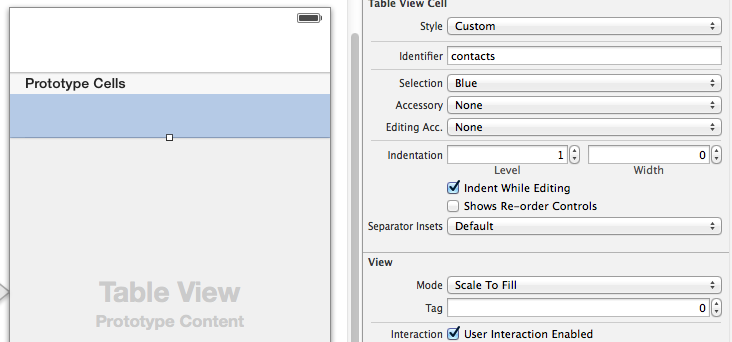 Prototype Cells
Table View
Prototype Content
Table View Cell
Style Custom
Identifier contacts
Selection Blue
Accessory None
Editing Acc. None
Indentation 1 0
Level Width
Indent While Editing
Shows Re-order Controls
Separator Insets Default
View
Mode Scale To Fill
Tag 0
Interaction User Interaction Enabled